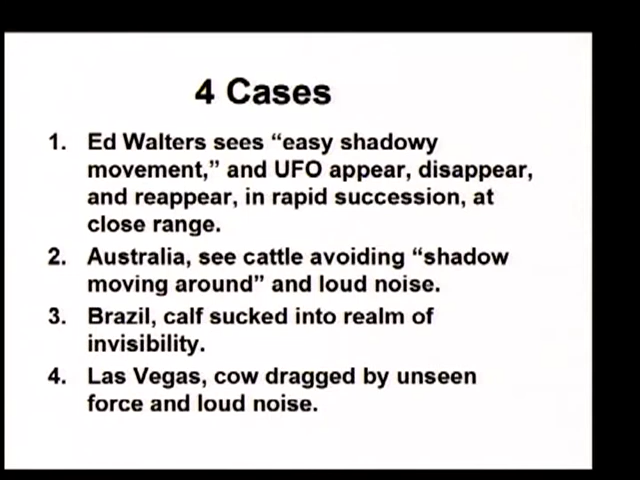 4 Cases
1. Ed Walters sees “easy shadowy
movement,” and UFO appear, disappear,
and reappear, in rapid succession, at
close range.
2. Australia, see cattle avoiding “shadow
moving around” and loud noise.
3. Brazil, calf sucked into realm of
invisibility.
4. Las Vegas, cow dragged by unseen
force and loud noise.